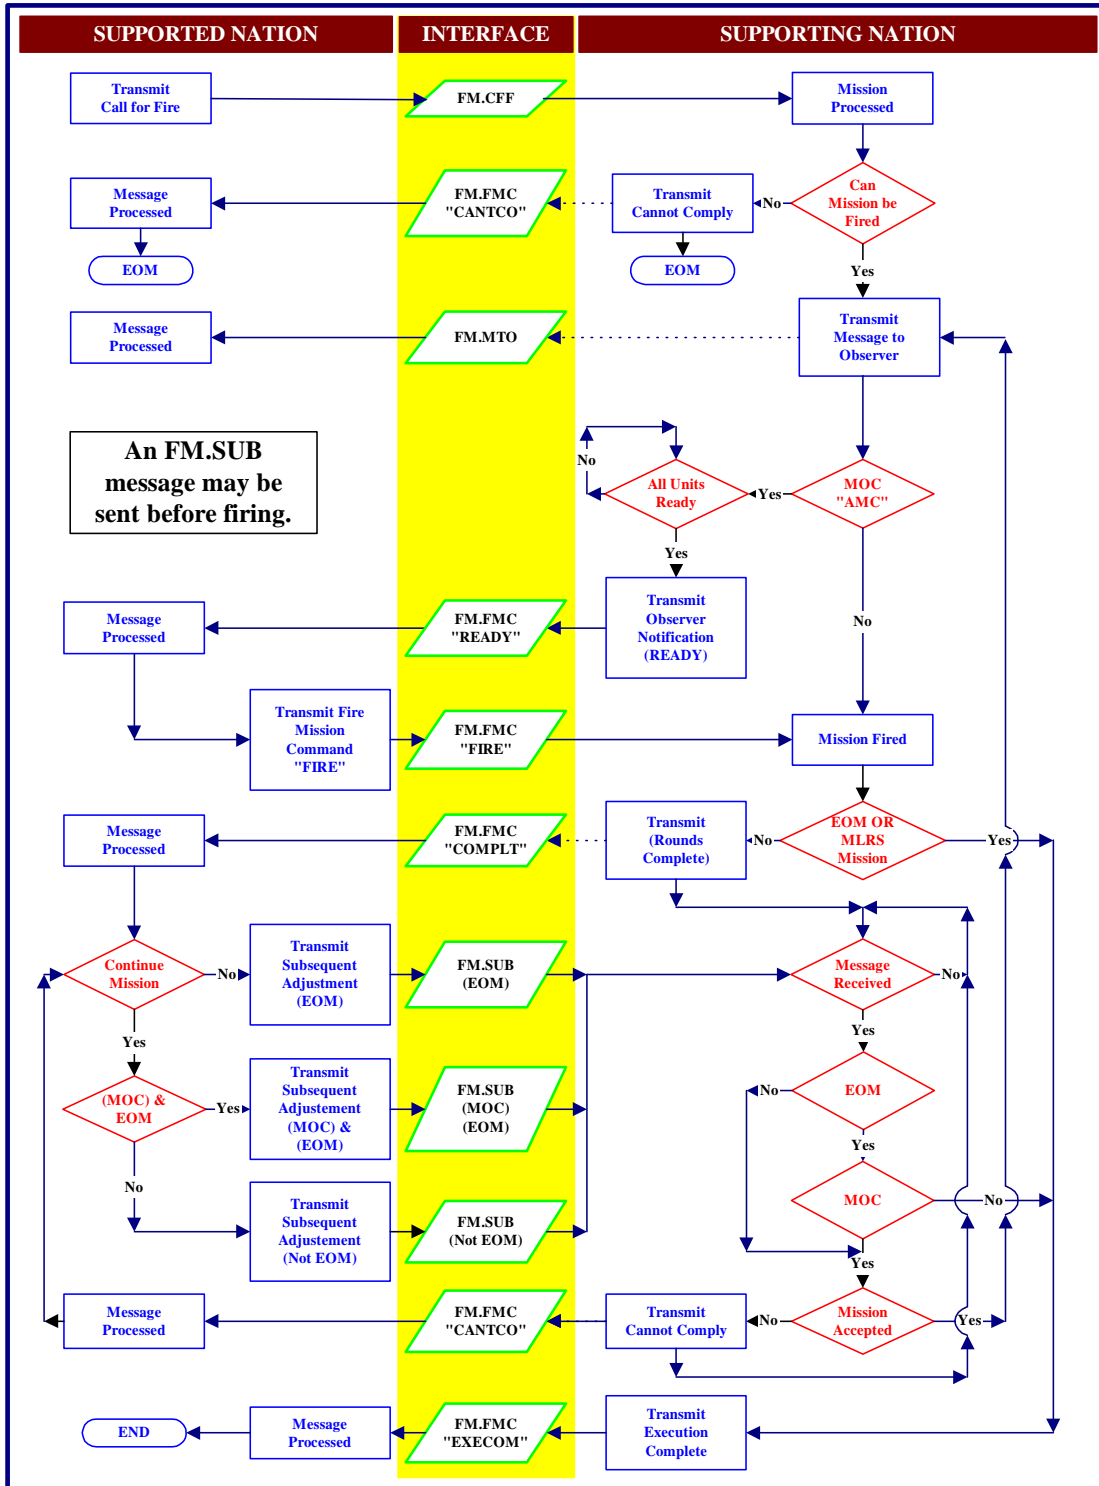 SUPPORTED NATION
INTERFACE
SUPPORTING NATION
Transmit
Call for Fire
FM.CFF
Mission
Processed
Message
Processed
FM.FMC
"CANTCO"
Transmit
Cannot Comply
No
Can
Mission be
Fired
EOM
EOM
Yes
Message
Processed
FM.MTO
Transmit
Message to
Observer
An FM.SUB
message may be
sent before firing.
No
All Units
Ready
Yes
MOC
"AMC"
Yes
Message
Processed
FM.FMC
"READY"
Transmit
Observer
Notification
(READY)
No
Transmit Fire
Mission
Command
"FIRE"
FM.FMC
"FIRE"
Mission Fired
Message
Processed
FM.FMC
"COMPLT"
Transmit
(Rounds
Complete)
No
EOM OR
MLRS
Mission
Yes
Continue
Mission
No
Transmit
Subsequent
Adjustment
(EOM)
FM.SUB
(EOM)
Message
Received
No
Yes
Yes
(MOC) &
EOM
Yes
Transmit
Subsequent
Adjustement
(MOC) &
(EOM)
FM.SUB
(MOC)
(EOM)
No
EOM
Yes
No
Transmit
Subsequent
Adjustement
(Not EOM)
FM.SUB
(Not EOM)
MOC
No
Yes
Message
Processed
FM.FMC
"CANTCO"
Transmit
Cannot Comply
No
Mission
Accepted
Yes
END
Message
Processed
FM.FMC
"EXECOM"
Transmit
Execution
Complete